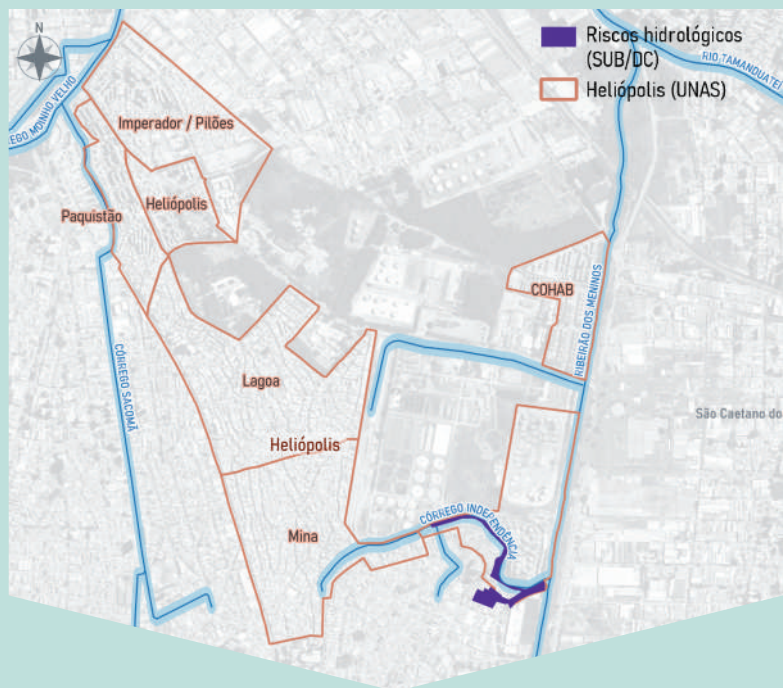 N
Riscos hidrológicos
(SUB/DC)
Heliópolis (UNAS)
RIO TAMANDUATEÍ
REGO MOINHO VELHO
Imperador / Pilões
Heliópolis
Paquistão
COHAB
RIBEIRÃO DOS MENINOS
CÓRREGO SACOMÃ
Lagoa
São Caetano do
Heliópolis
CÓRREGO INDEPENDÊNCIA
Mina